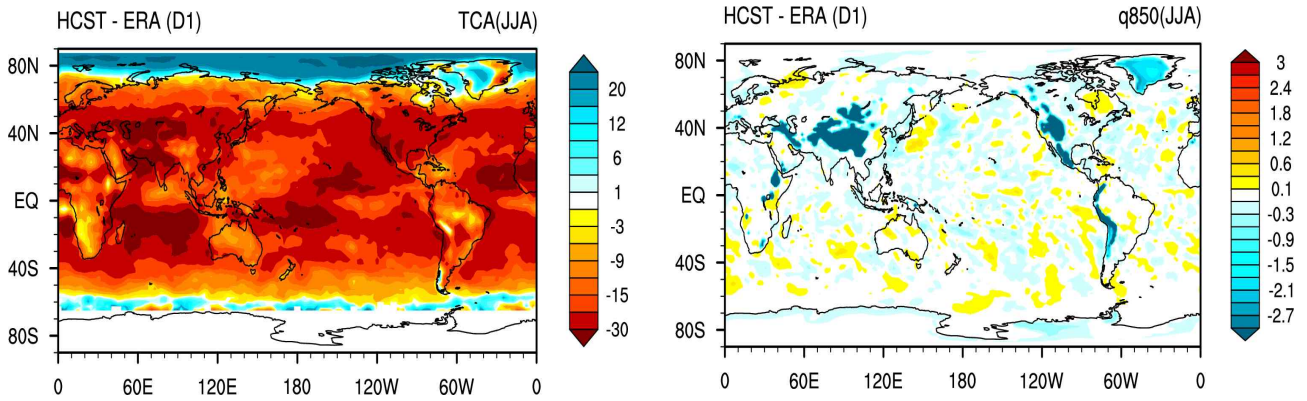 HCST - ERA (D1) TCA(JJA)
80N
40N
EQ
40S
80S
0 60E 120E 180 120W 60W 0
20
12
6
1
-3
-9
-15
-30
HCST - ERA (D1) q850(JJA)
80N
40N
EQ
40S
80S
0 60E 120E 180 120W 60W 0
3
2.4
1.8
1.2
0.6
0.1
-0.3
-0.9
-1.5
-2.1
-2.7